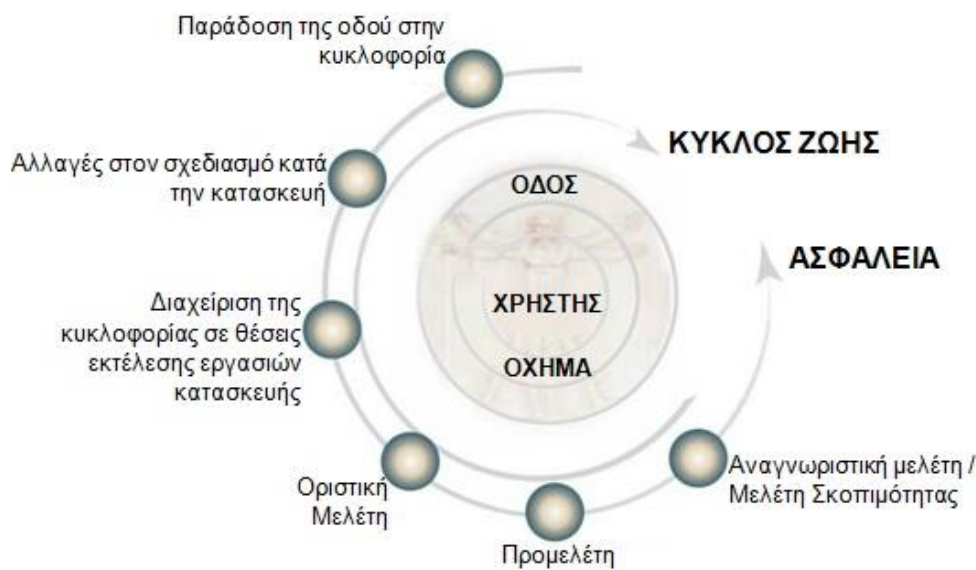 Παράδοση της οδού στην
κυκλοφορία
ΚΥΚΛΟΣ ΖΩΗΣ
Αλλαγές στον σχεδιασμό κατά
την κατασκευή
ΟΔΟΣ
ΑΣΦΑΛΕΙΑ
ΧΡΗΣΤΗΣ
Διαχείριση της
κυκλοφορίας σε θέσεις
εκτέλεσης εργασιών
κατασκευής
ΟΧΗΜΑ
Αναγνωριστική μελέτη /
Μελέτη Σκοπιμότητας
Οριστική
Μελέτη
Προμελέτη